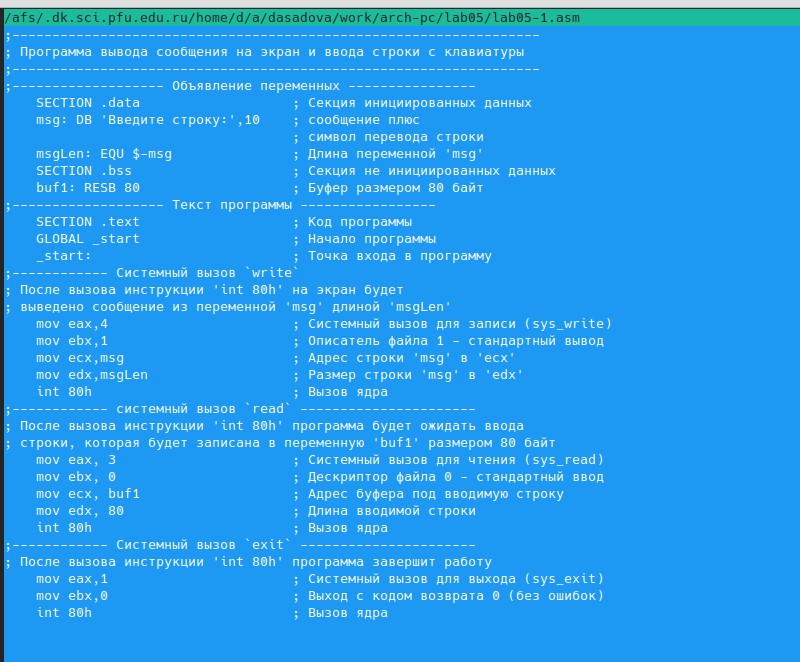 /afs/.dk.sci.pfu.edu.ru/home/d/a/dasadova/work/arch-pc/lab05/lab05-1.asm
;------------------------------------------------------------------
; Программа вывода сообщения на экран и ввода строки с клавиатуры
;------------------------------------------------------------------
;------------------- Объявление переменных ----------------
    SECTION .data                   ; Секция инициированных данных
    msg: DB 'Введите строку:',10    ; сообщение плюс
                                    ; символ перевода строки
    msgLen: EQU $-msg               ; Длина переменной 'msg'
    SECTION .bss                    ; Секция не инициированных данных
    buf1: RESB 80                   ; Буфер размером 80 байт
;------------------- Текст программы -----------------
    SECTION .text                   ; Код программы
    GLOBAL _start                   ; Начало программы
    _start:                         ; Точка входа в программу
;------------ Системный вызов `write`
; После вызова инструкции 'int 80h' на экран будет
; выведено сообщение из переменной 'msg' длиной 'msgLen'
    mov eax,4                       ; Системный вызов для записи (sys_write)
    mov ebx,1                       ; Описатель файла 1 - стандартный вывод
    mov ecx,msg                     ; Адрес строки 'msg' в 'ecx'
    mov edx,msgLen                  ; Размер строки 'msg' в 'edx'
    int 80h                         ; Вызов ядра
;------------ системный вызов `read` ----------------------
; После вызова инструкции 'int 80h' программа будет ожидать ввода
; строки, которая будет записана в переменную 'buf1' размером 80 байт
    mov eax, 3                      ; Системный вызов для чтения (sys_read)
    mov ebx, 0                      ; Дескриптор файла 0 - стандартный ввод
    mov ecx, buf1                   ; Адрес буфера под вводимую строку
    mov edx, 80                     ; Длина вводимой строки
    int 80h                         ; Вызов ядра
;------------ Системный вызов `exit` ----------------------
; После вызова инструкции 'int 80h' программа завершит работу
    mov eax,1                       ; Системный вызов для выхода (sys_exit)
    mov ebx,0                       ; Выход с кодом возврата 0 (без ошибок)
    int 80h                         ; Вызов ядра